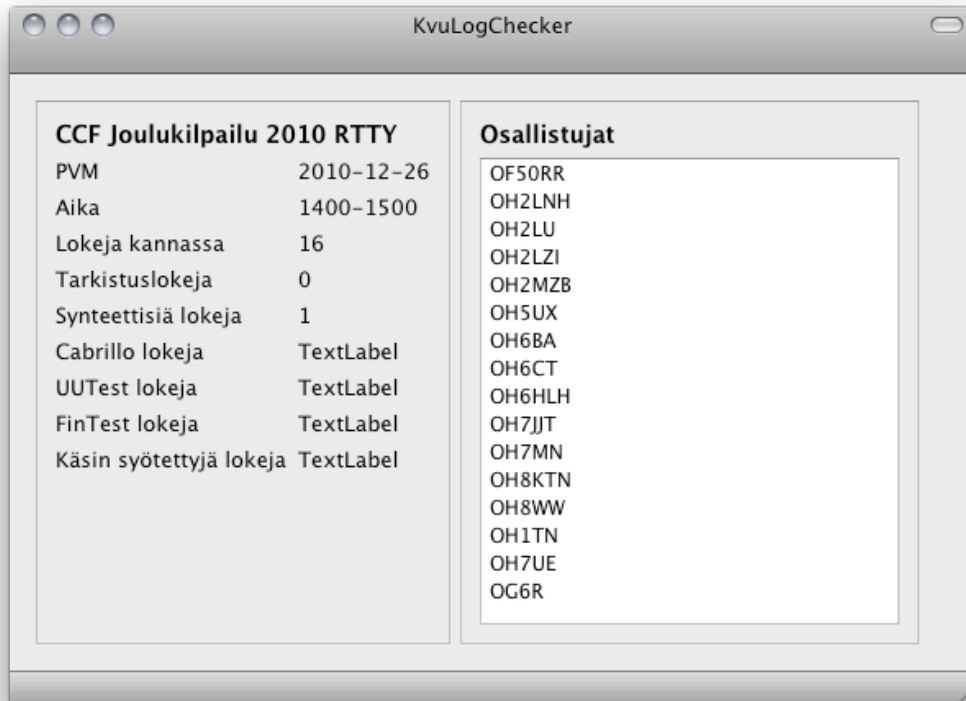 KvuLogChecker
CCF Joulukilpailu 2010 RTTY
PVM 2010-12-26
Aika 1400-1500
Lokeja kannassa 16
Tarkistuslokeja 0
Synteettisiä lokeja 1
Cabrillo lokeja TextLabel
UUTest lokeja TextLabel
FinTest lokeja TextLabel
Käsin syötettyjä lokeja TextLabel
Osallistujat
OF50RR
OH2LNH
OH2LU
OH2LZI
OH2MZB
OH5UX
OH6BA
OH6CT
OH6HLH
OH7JJT
OH7MN
OH8KTN
OH8WW
OH1TN
OH7UE
OG6R